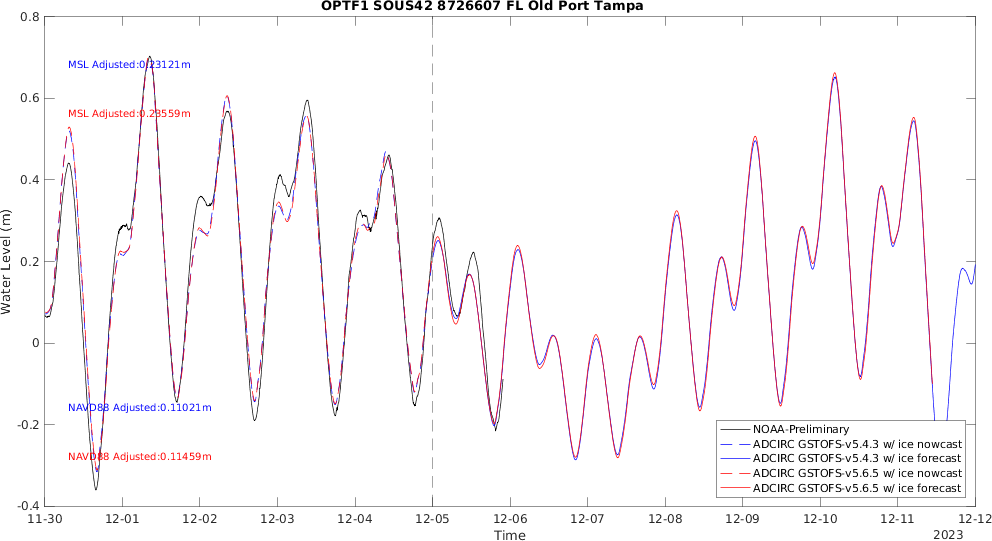 OPTF1 SOUS42 8726607 FL Old Port Tampa
Water Level (m)
0.8
0.6
0.4
0.2
0
-0.2
-0.4
MSL Adjusted:0.23121m
MSL Adjusted:0.23559m
NAVD88 Adjusted:0.11021m
NAVD88 Adjusted:0.11459m
NOAA-Preliminary
ADCIRC GSTOFS-v5.4.3 w/ ice nowcast
ADCIRC GSTOFS-v5.4.3 w/ ice forecast
ADCIRC GSTOFS-v5.6.5 w/ ice nowcast
ADCIRC GSTOFS-v5.6.5 w/ ice forecast
11-30 12-01 12-02 12-03 12-04 12-05 12-06 12-07 12-08 12-09 12-10 12-11 12-12
Time
2023